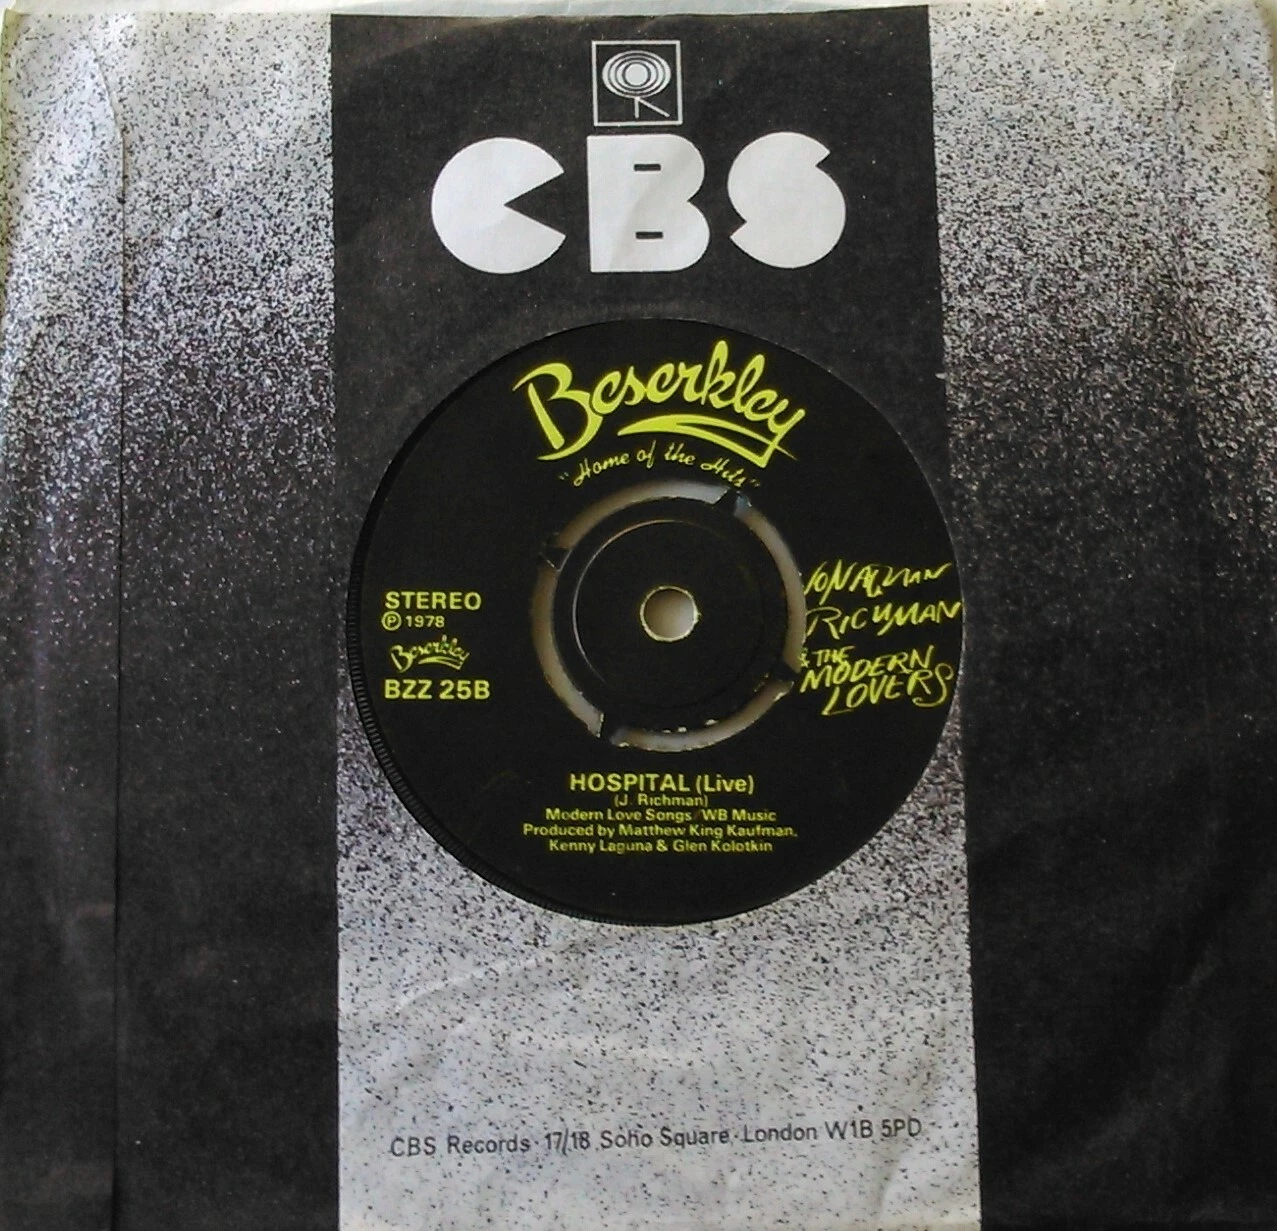 CBS
Beserkley
"Home of the Hits"
STEREO
℗ 1978
Beserkley
BZZ 25B
JONATHAN
RICHMAN
& THE
MODERN
LOVERS
HOSPITAL (Live)
(J. Richman)
Modern Love Songs/WB Music
Produced by Matthew King Kaufman,
Kenny Laguna & Glen Kolotkin
CBS Records 17/18 Soho Square·London W1B 5PD